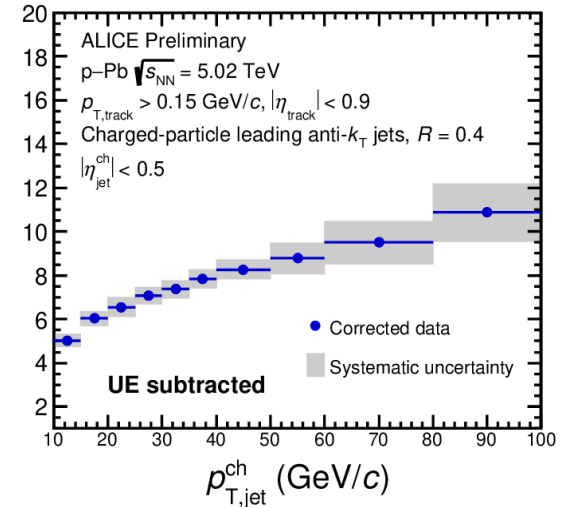 20
18
16
14
12
10
8
6
4
2
ALICE Preliminary
p–Pb √sNN = 5.02 TeV
pT,track > 0.15 GeV/c, |ηtrack| < 0.9
Charged-particle leading anti-kT jets, R = 0.4
|ηchjet| < 0.5
Corrected data
Systematic uncertainty
UE subtracted
10 20 30 40 50 60 70 80 90 100
pchT,jet (GeV/c)